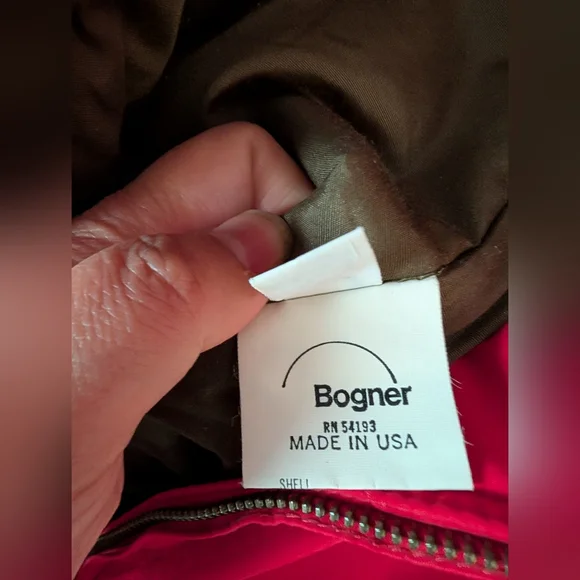 Bogner
RN 54193
MADE IN USA
SHELL